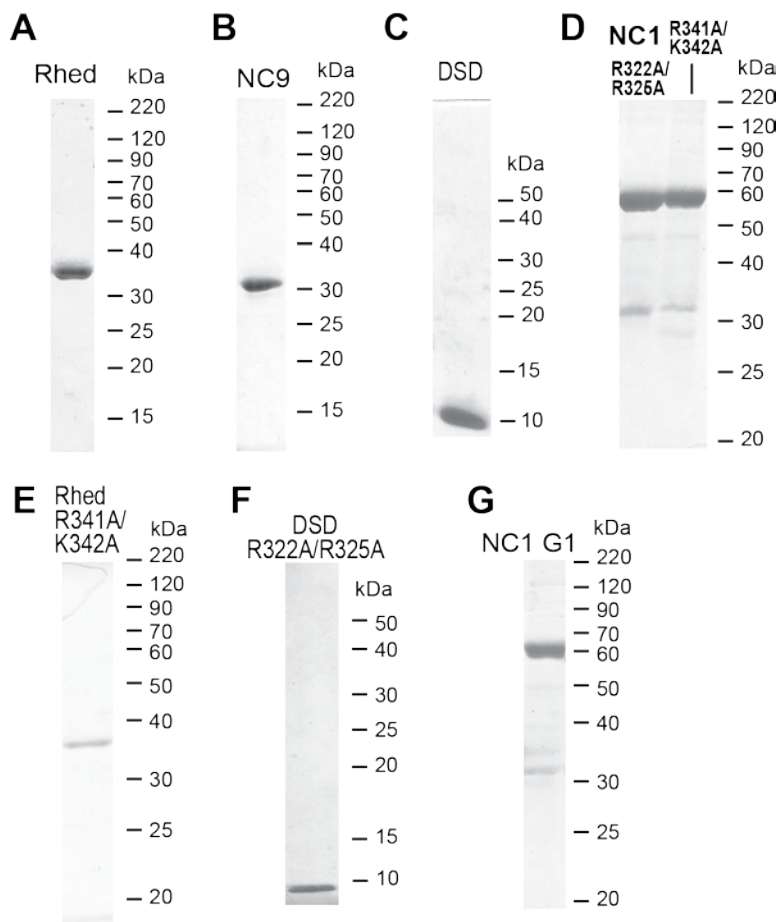 A
Rhed
kDa
220
120
90
70
60
50
40
30
25
20
15
B
NC9
kDa
220
120
90
70
60
50
40
30
25
20
15
C
DSD
kDa
50
40
30
25
20
15
10
D
NC1 R341A/
K342A
R322A/
R325A
kDa
220
120
90
70
60
50
40
30
25
20
E
Rhed
R341A/
K342A
kDa
220
120
90
70
60
50
40
30
25
20
F
DSD
R322A/R325A
kDa
50
40
30
25
20
15
10
G
NC1 G1
kDa
220
120
90
70
60
50
40
30
25
20